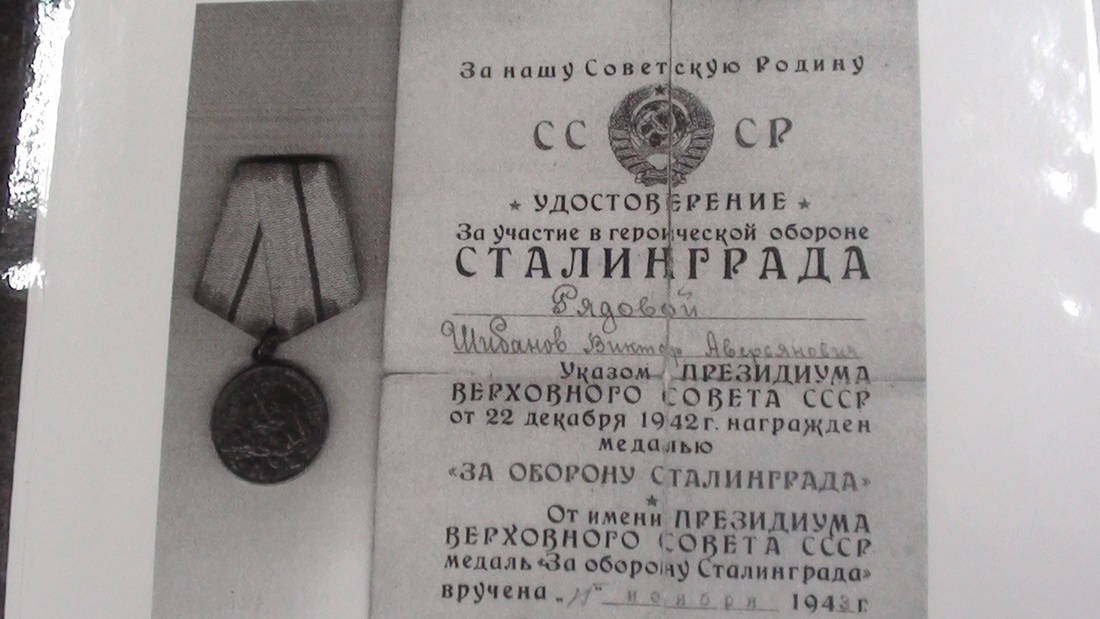 За нашу Советскую Родину
СС СР
УДОСТОВЕРЕНИЕ
За участие в героической обороне
СТАЛИНГРАДА
Рядовой
Шибанов Виктор Аверсянович
Указом ПРЕЗИДИУМА
ВЕРХОВНОГО СОВЕТА СССР
от 22 декабря 1942 г. награжден
медалью
«ЗА ОБОРОНУ СТАЛИНГРАДА»
От имени ПРЕЗИДИУМА
ВЕРХОВНОГО СОВЕТА СССР
медаль «За оборону Сталинграда»
вручена „11“ ноября 1943 г.